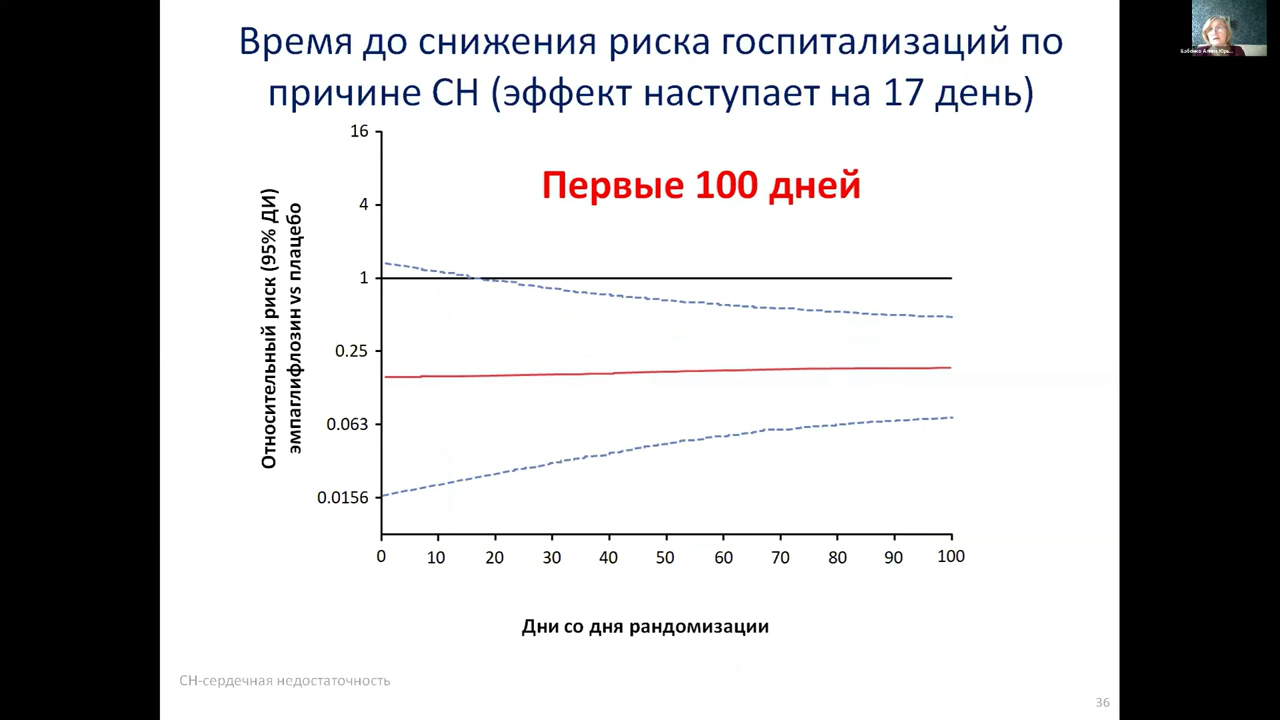 Время до снижения риска госпитализаций по
причине СН (эффект наступает на 17 день)
Первые 100 дней
Относительный риск (95% ДИ)
эмпаглифлозин vs плацебо
16
4
1
0.25
0.063
0.0156
0 10 20 30 40 50 60 70 80 90 100
Дни со дня рандомизации
СН-сердечная недостаточность
36